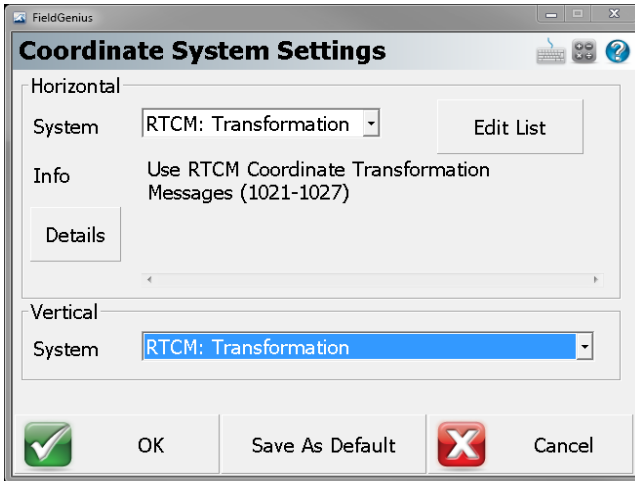 FieldGenius
Coordinate System Settings
Horizontal
System RTCM: Transformation Edit List
Info Use RTCM Coordinate Transformation
Messages (1021-1027)
Details
Vertical
System RTCM: Transformation
OK Save As Default Cancel